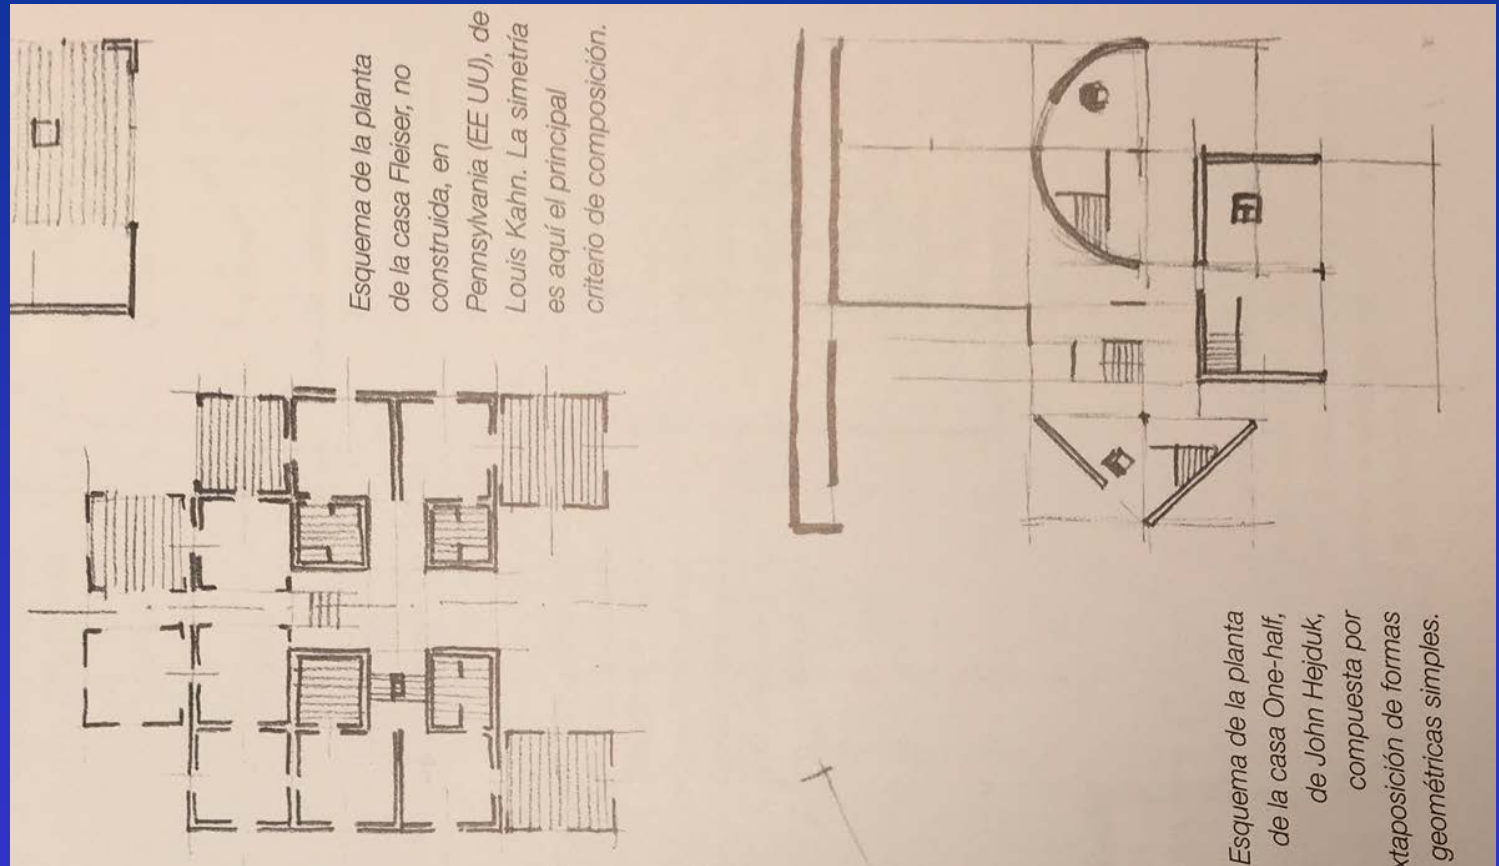 Esquema de la planta
de la casa Fleiser, no
construida, en
Pennsylvania (EE UU), de
Louis Kahn. La simetría
es aquí el principal
criterio de composición.
Esquema de la planta
de la casa One-half,
de John Hejduk,
compuesta por
xtaposición de formas
geométricas simples.